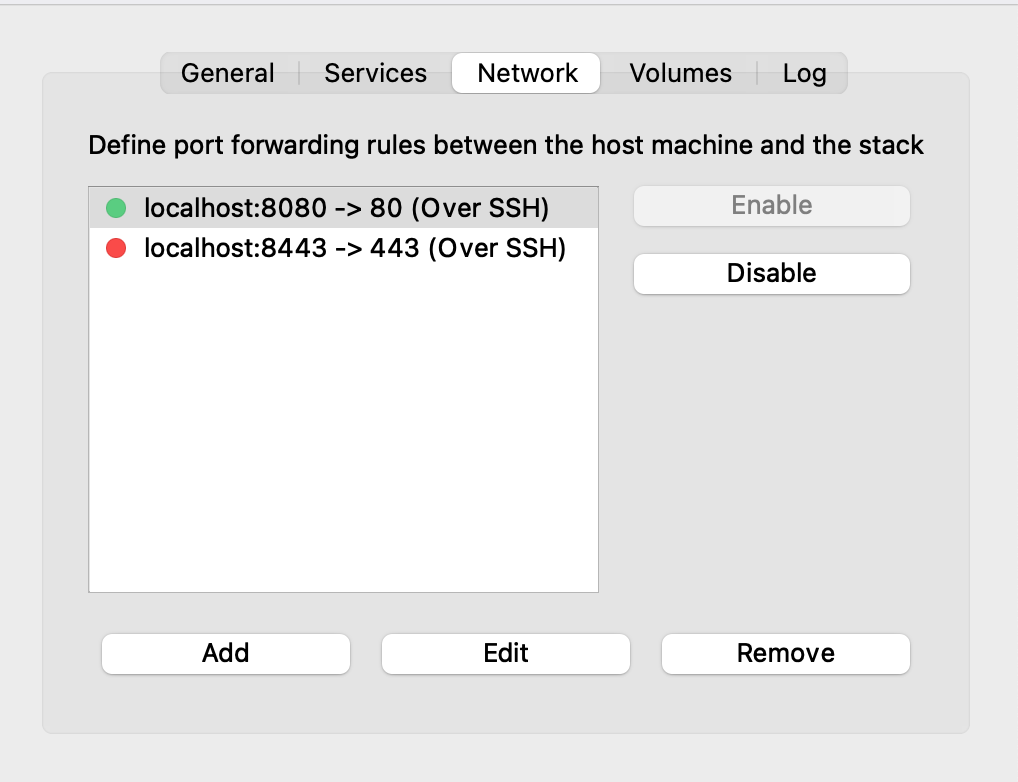 General Services Network Volumes Log
Define port forwarding rules between the host machine and the stack
localhost:8080 -> 80 (Over SSH)
localhost:8443 -> 443 (Over SSH)
Enable
Disable
Add Edit Remove